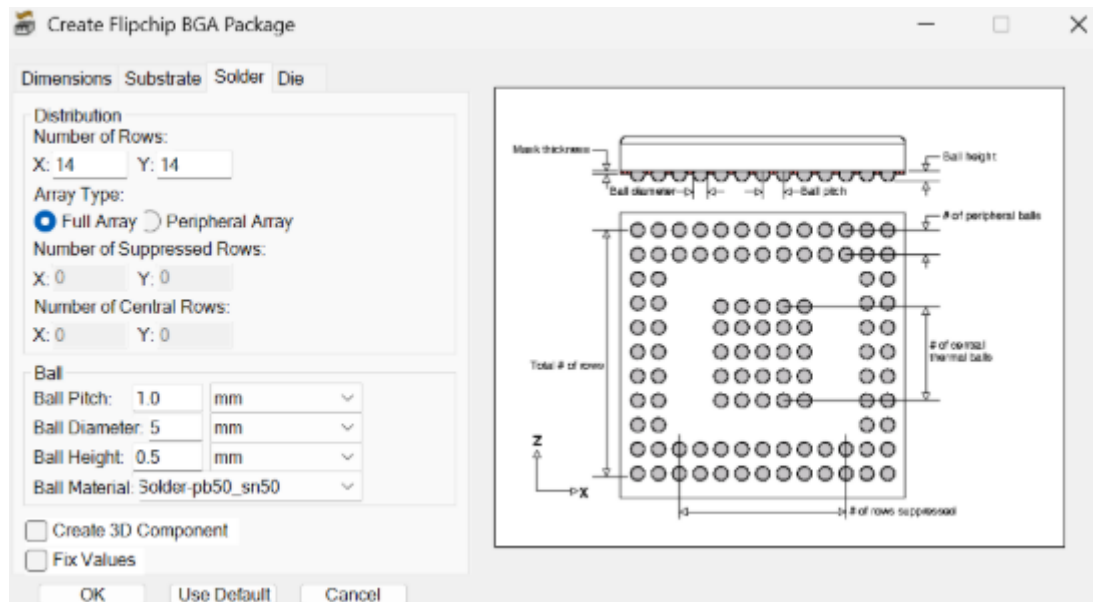 Create Flipchip BGA Package
Dimensions Substrate Solder Die
Distribution
Number of Rows:
X: 14 Y: 14
Array Type:
Full Array Peripheral Array
Number of Suppressed Rows:
X: 0 Y: 0
Number of Central Rows:
X: 0 Y: 0
Ball
Ball Pitch: 1.0 mm
Ball Diameter: 5 mm
Ball Height: 0.5 mm
Ball Material: Solder-pb50_sn50
Create 3D Component
Fix Values
OK Use Default Cancel
Mask thickness
Ball height
Ball diameter
Ball pitch
# of peripheral balls
Total # of rows
# of central
thermal balls
Z
X
# of rows suppressed